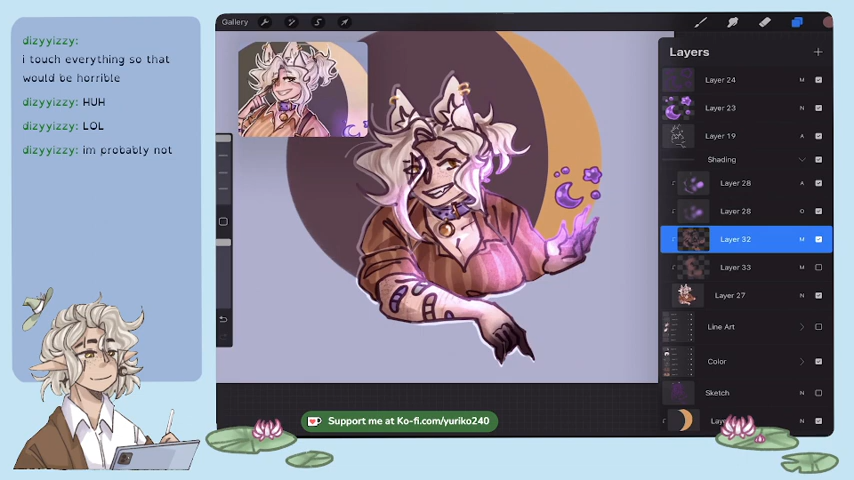 dizyyizzy:
i touch everything so that
would be horrible
dizyyizzy: HUH
dizyyizzy: LOL
dizyyizzy: im probably not
Gallery
Layers
Layer 24 M
Layer 23 N
Layer 19 A
Shading
Layer 28 A
Layer 28 O
Layer 32 M
Layer 33 M
Layer 27 N
Line Art
Color
Sketch N
Support me at Ko-fi.com/yuriko240